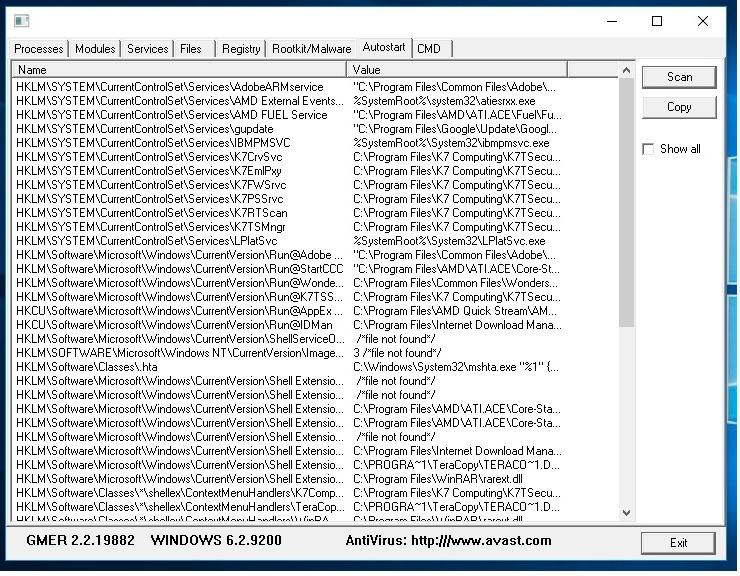 Processes Modules Services Files Registry Rootkit/Malware Autostart CMD
Name Value
HKLM\SYSTEM\CurrentControlSet\Services\AdobeARMservice "C:\Program Files\Common Files\Adobe\...
HKLM\SYSTEM\CurrentControlSet\Services\AMD External Events... %SystemRoot%\system32\atiesrxx.exe
HKLM\SYSTEM\CurrentControlSet\Services\AMD FUEL Service "C:\Program Files\AMD\ATI.ACE\Fuel\Fu...
HKLM\SYSTEM\CurrentControlSet\Services\gupdate "C:\Program Files\Google\Update\Googl...
HKLM\SYSTEM\CurrentControlSet\Services\IBMPMSVC %SystemRoot%\System32\ibmpmsvc.exe
HKLM\SYSTEM\CurrentControlSet\Services\K7CrvSvc C:\Program Files\K7 Computing\K7TSecu...
HKLM\SYSTEM\CurrentControlSet\Services\K7EmlPxy C:\Program Files\K7 Computing\K7TSecu...
HKLM\SYSTEM\CurrentControlSet\Services\K7FWSrvc C:\Program Files\K7 Computing\K7TSecu...
HKLM\SYSTEM\CurrentControlSet\Services\K7PSSrvc C:\Program Files\K7 Computing\K7TSecu...
HKLM\SYSTEM\CurrentControlSet\Services\K7RTScan C:\Program Files\K7 Computing\K7TSecu...
HKLM\SYSTEM\CurrentControlSet\Services\K7TSMngr C:\Program Files\K7 Computing\K7TSecu...
HKLM\SYSTEM\CurrentControlSet\Services\LPlatSvc %SystemRoot%\System32\LPlatSvc.exe
HKLM\Software\Microsoft\Windows\CurrentVersion\Run@Adobe ... "C:\Program Files\Common Files\Adobe\...
HKLM\Software\Microsoft\Windows\CurrentVersion\Run@StartCCC "C:\Program Files\AMD\ATI.ACE\Core-St...
HKLM\Software\Microsoft\Windows\CurrentVersion\Run@Wonde... C:\Program Files\Common Files\Wonders...
HKLM\Software\Microsoft\Windows\CurrentVersion\Run@K7TSS... C:\Program Files\K7 Computing\K7TSecu...
HKCU\Software\Microsoft\Windows\CurrentVersion\Run@AppEx ... C:\Program Files\AMD Quick Stream\AM...
HKCU\Software\Microsoft\Windows\CurrentVersion\Run@IDMan C:\Program Files\Internet Download Mana...
HKLM\Software\Microsoft\Windows\CurrentVersion\ShellServiceO... /*file not found*/
HKLM\SOFTWARE\Microsoft\Windows NT\CurrentVersion\Image... 3 /*file not found*/
HKLM\Software\Classes\.hta C:\Windows\System32\mshta.exe "%1" {...
HKLM\Software\Microsoft\Windows\CurrentVersion\Shell Extensio... /*file not found*/
HKLM\Software\Microsoft\Windows\CurrentVersion\Shell Extensio... /*file not found*/
HKLM\Software\Microsoft\Windows\CurrentVersion\Shell Extensio... C:\Program Files\AMD\ATI.ACE\Core-Sta...
HKLM\Software\Microsoft\Windows\CurrentVersion\Shell Extensio... C:\Program Files\AMD\ATI.ACE\Core-Sta...
HKLM\Software\Microsoft\Windows\CurrentVersion\Shell Extensio... /*file not found*/
HKLM\Software\Microsoft\Windows\CurrentVersion\Shell Extensio... C:\Program Files\Internet Download Mana...
HKLM\Software\Microsoft\Windows\CurrentVersion\Shell Extensio... C:\PROGRA~1\TeraCopy\TERACO~1.D...
HKLM\Software\Microsoft\Windows\CurrentVersion\Shell Extensio... C:\Program Files\WinRAR\rarext.dll
HKLM\Software\Classes\*\shellex\ContextMenuHandlers\K7Comp... C:\Program Files\K7 Computing\K7TSecu...
HKLM\Software\Classes\*\shellex\ContextMenuHandlers\TeraCop... C:\PROGRA~1\TeraCopy\TERACO~1.D...
HKLM\Software\Classes\*\shellex\ContextMenuHandlers\WinRA... C:\Program Files\WinRAR\rarext.dll
Scan
Copy
Show all
GMER 2.2.19882 WINDOWS 6.2.9200 AntiVirus: http://www.avast.com
Exit